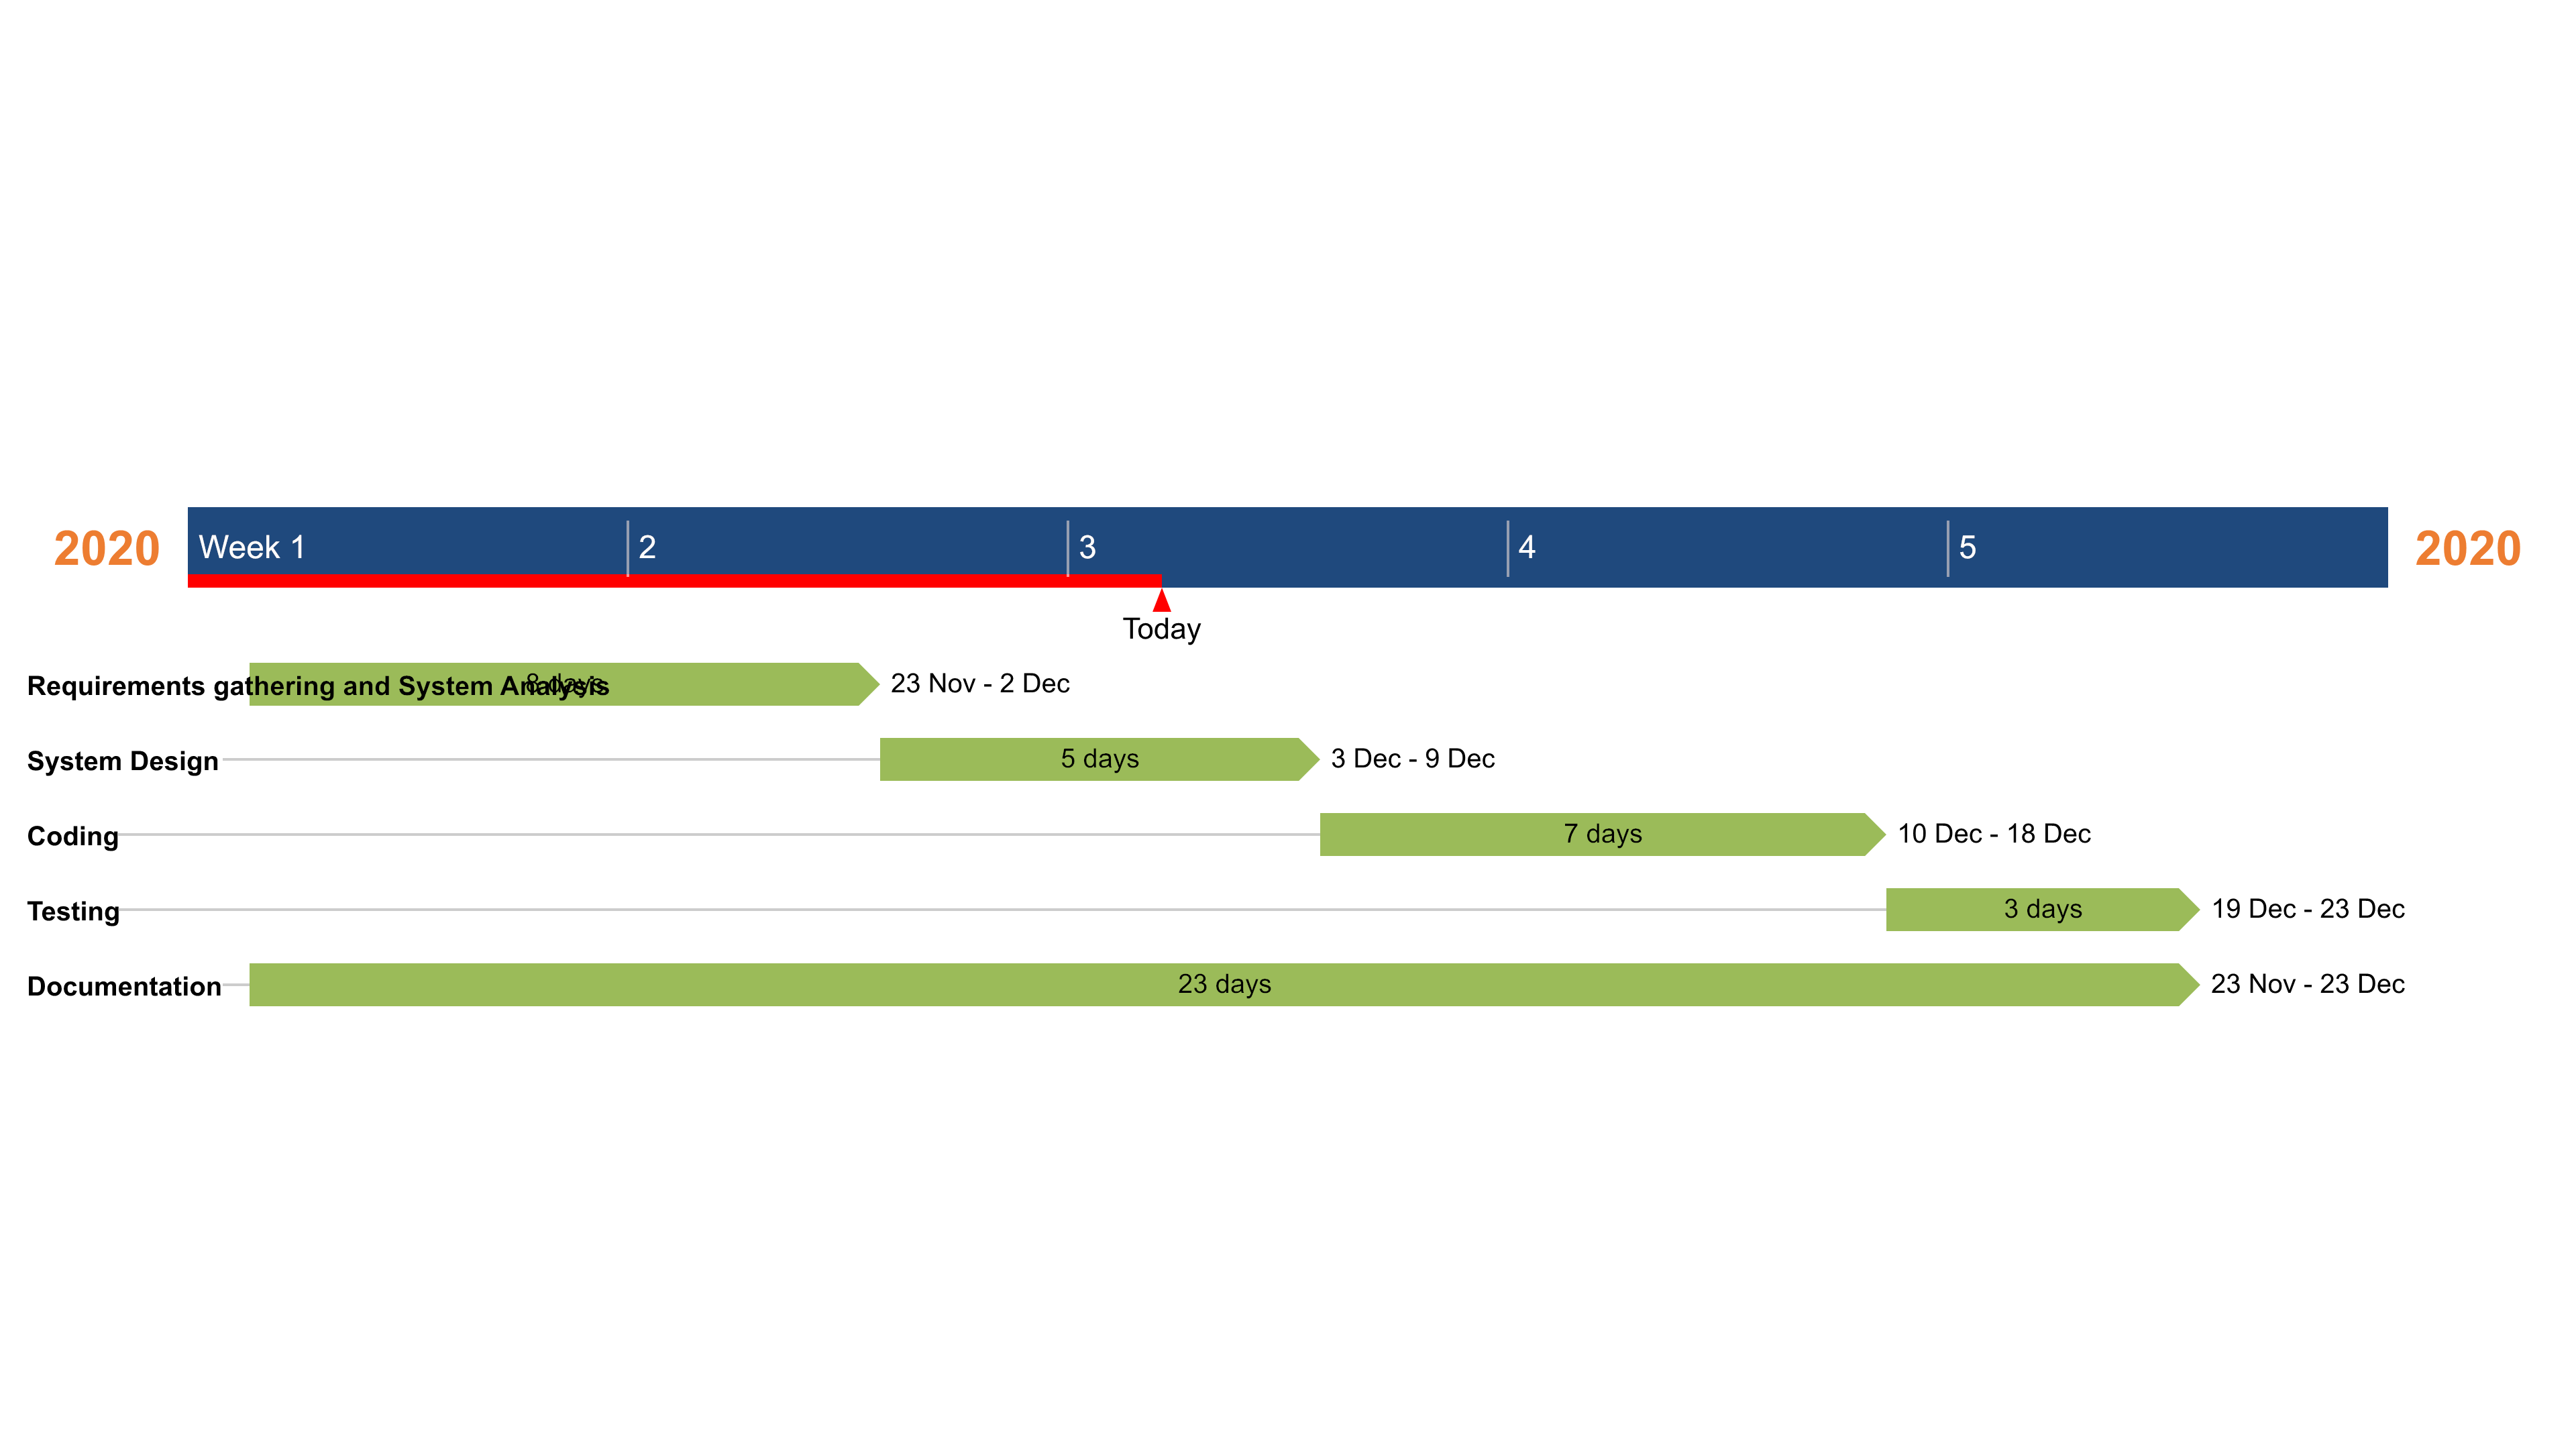 2020 Week 1 2 3 4 5 2020
Today
Requirements gathering and System Analysis 8 days 23 Nov - 2 Dec
System Design 5 days 3 Dec - 9 Dec
Coding 7 days 10 Dec - 18 Dec
Testing 3 days 19 Dec - 23 Dec
Documentation 23 days 23 Nov - 23 Dec